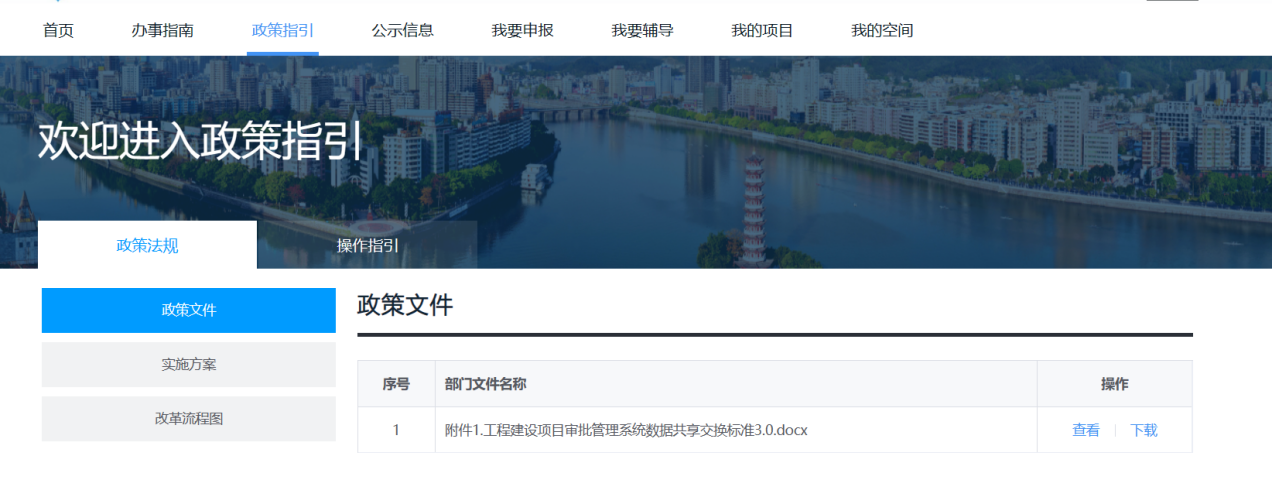 首页 办事指南 政策指引 公示信息 我要申报 我要辅导 我的项目 我的空间
欢迎进入政策指引
政策法规 操作指引
政策文件
实施方案
改革流程图
政策文件
序号 部门文件名称 操作
1 附件1.工程建设项目审批管理系统数据共享交换标准3.0.docx 查看 下载